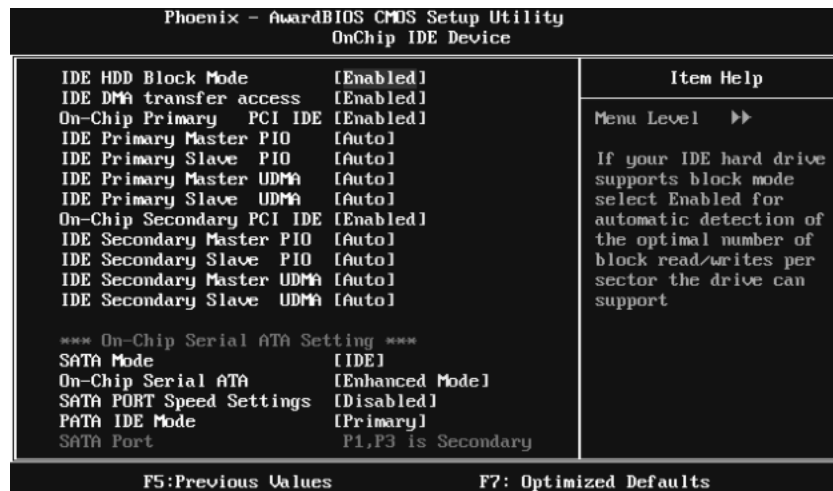 Phoenix - AwardBIOS CMOS Setup Utility
OnChip IDE Device
IDE HDD Block Mode [Enabled]
IDE DMA transfer access [Enabled]
On-Chip Primary PCI IDE [Enabled]
IDE Primary Master PIO [Auto]
IDE Primary Slave PIO [Auto]
IDE Primary Master UDMA [Auto]
IDE Primary Slave UDMA [Auto]
On-Chip Secondary PCI IDE [Enabled]
IDE Secondary Master PIO [Auto]
IDE Secondary Slave PIO [Auto]
IDE Secondary Master UDMA [Auto]
IDE Secondary Slave UDMA [Auto]
*** On-Chip Serial ATA Setting ***
SATA Mode [IDE]
On-Chip Serial ATA [Enhanced Mode]
SATA PORT Speed Settings [Disabled]
PATA IDE Mode [Primary]
SATA Port P1,P3 is Secondary
Item Help
Menu Level ▶▶
If your IDE hard drive
supports block mode
select Enabled for
automatic detection of
the optimal number of
block read/writes per
sector the drive can
support
F5:Previous Values F7: Optimized Defaults